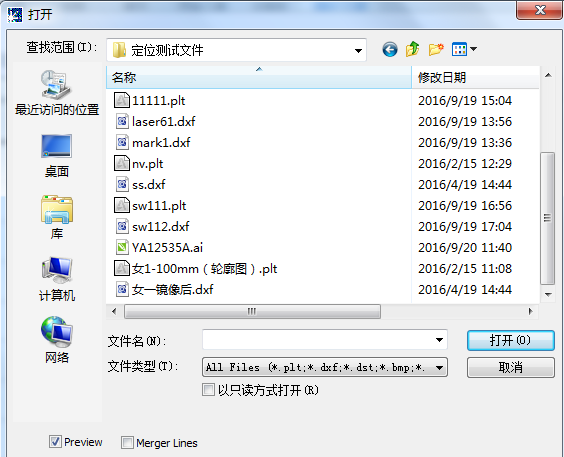 打开
查找范围(I):
定位测试文件
名称
修改日期
11111.plt 2016/9/19 15:04
laser61.dxf 2016/9/19 13:56
mark1.dxf 2016/9/19 13:36
nv.plt 2016/2/15 12:29
ss.dxf 2016/4/19 14:44
sw111.plt 2016/9/19 16:56
sw112.dxf 2016/9/19 17:04
YA12535A.ai 2016/9/20 11:40
女1-100mm（轮廓图）.plt 2016/2/15 11:08
女一镜像后.dxf 2016/4/19 14:44
最近访问的位置
桌面
库
计算机
网络
文件名(N):
打开(O)
文件类型(T):
All Files (*.plt;*.dxf;*.dst;*.bmp;*.
取消
以只读方式打开(R)
Preview
Merger Lines